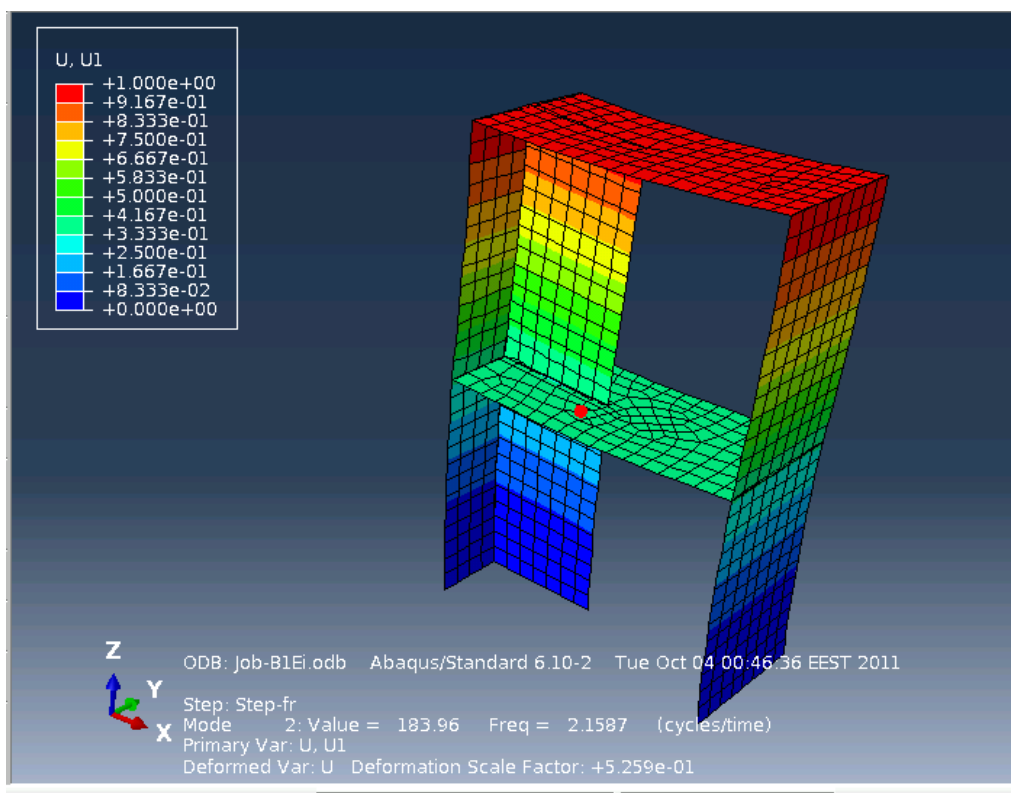 U, U1
+1.000e+00
+9.167e-01
+8.333e-01
+7.500e-01
+6.667e-01
+5.833e-01
+5.000e-01
+4.167e-01
+3.333e-01
+2.500e-01
+1.667e-01
+8.333e-02
+0.000e+00
Z
Y
X
ODB: Job-B1Ei.odb Abaqus/Standard 6.10-2 Tue Oct 04 00:46:36 EEST 2011
Step: Step-fr
Mode 2: Value = 183.96 Freq = 2.1587 (cycles/time)
Primary Var: U, U1
Deformed Var: U Deformation Scale Factor: +5.259e-01